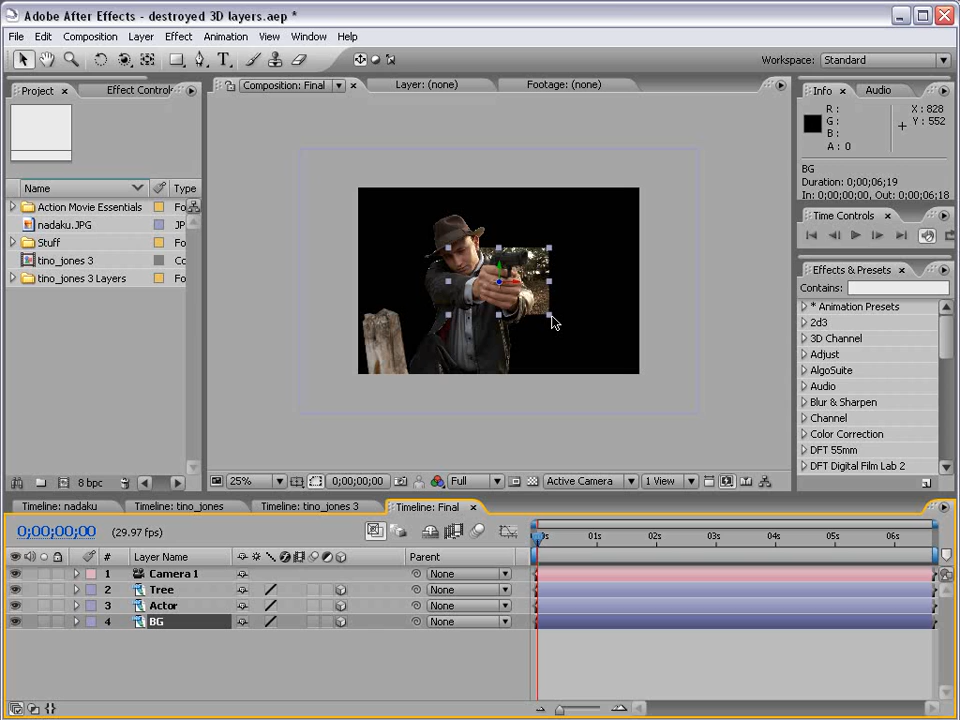 Adobe After Effects - destroyed 3D layers.aep *
File Edit Composition Layer Effect Animation View Window Help
Workspace: Standard
Project Effect Controls
Composition: Final Layer: (none) Footage: (none)
Info Audio
R :
G :
B :
A : 0
X : 828
Y : 552
BG
Duration: 0;00;06;19
In: 0;00;00;00, Out: 0;00;06;18
Name Type
Action Movie Essentials Fo
nadaku.JPG JP
Stuff Fo
tino_jones 3 Co
tino_jones 3 Layers Fo
Time Controls
Effects & Presets
Contains:
* Animation Presets
2d3
3D Channel
Adjust
AlgoSuite
Audio
Blur & Sharpen
Channel
Color Correction
DFT 55mm
DFT Digital Film Lab 2
8 bpc
25% 0;00;00;00 Full Active Camera 1 View
Timeline: nadaku Timeline: tino_jones Timeline: tino_jones 3 Timeline: Final
0;00;00;00 (29.97 fps)
0s 01s 02s 03s 04s 05s 06s
# Layer Name Parent
1 Camera 1 None
2 Tree None
3 Actor None
4 BG None